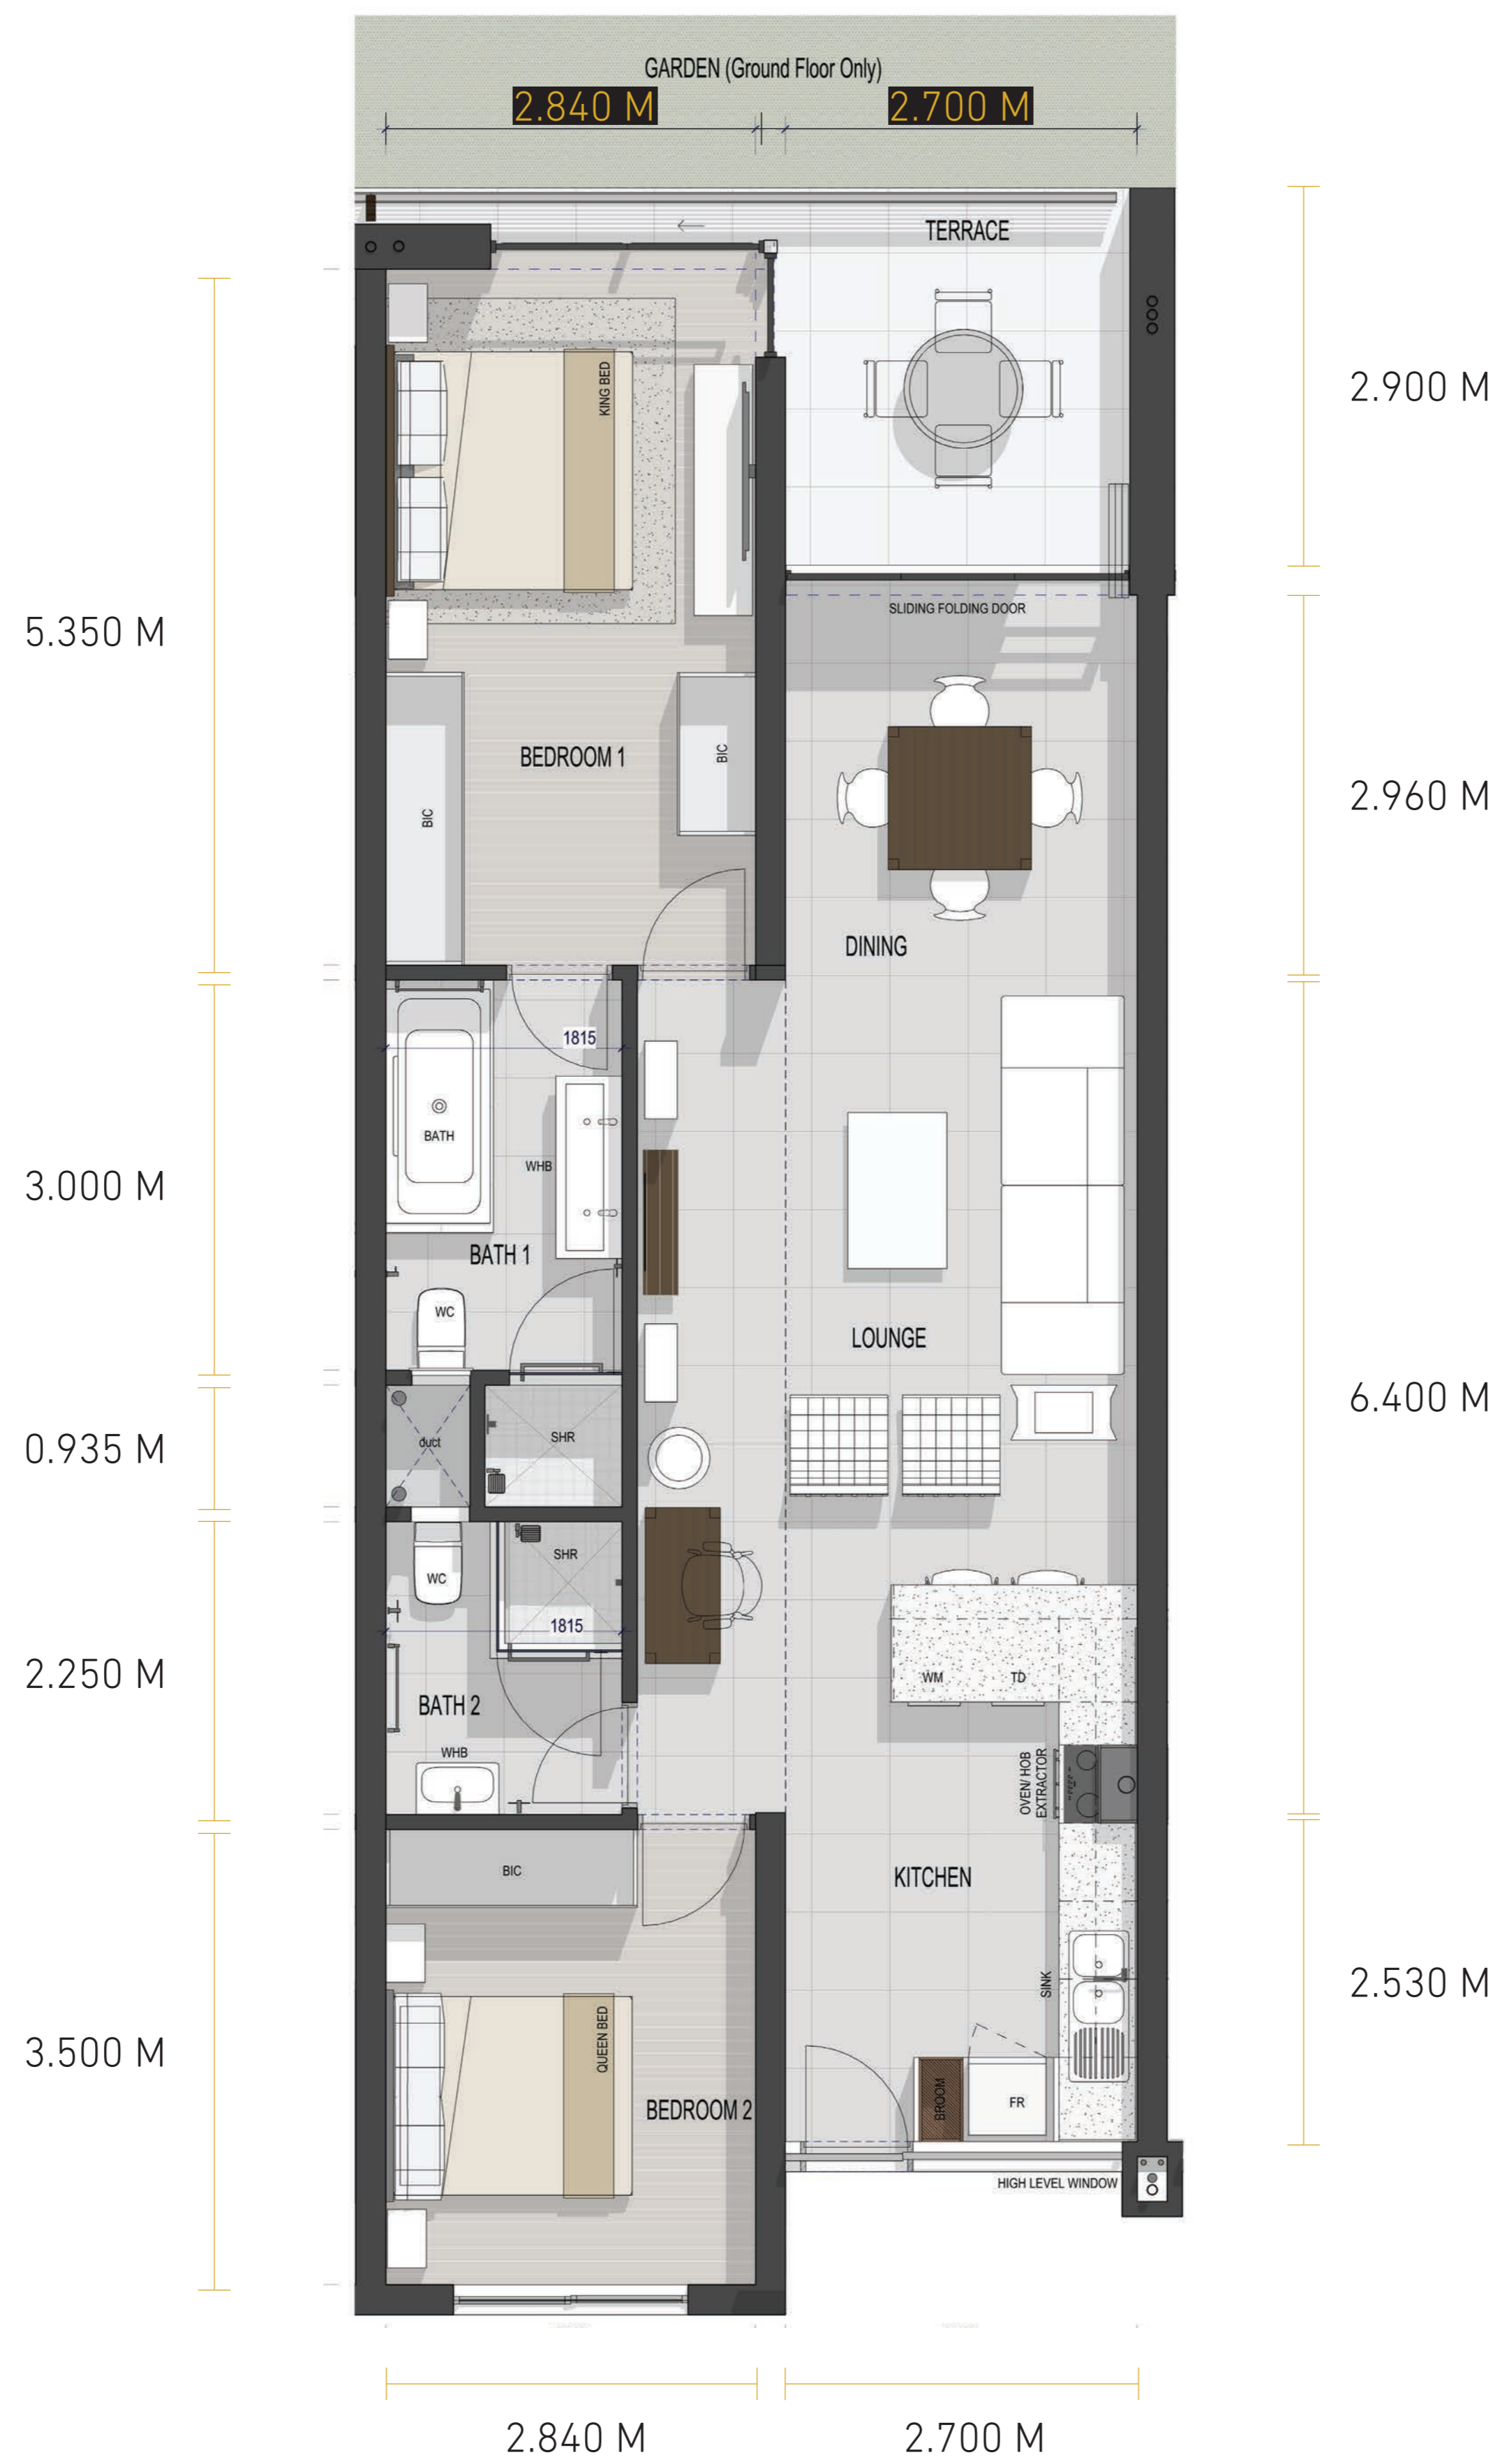 GARDEN (Ground Floor Only)
2.840 M
2.700 M
TERRACE
2.900 M
KING BED
SLIDING FOLDING DOOR
5.350 M
BEDROOM 1
BIC
BIC
2.960 M
DINING
1815
BATH
WHB
3.000 M
BATH 1
WC
LOUNGE
6.400 M
0.935 M
duct
SHR
SHR
WC
1815
2.250 M
WM
TD
BATH 2
WHB
OVEN/ HOB
EXTRACTOR
BIC
KITCHEN
SINK
2.530 M
3.500 M
QUEEN BED
BEDROOM 2
BROOM
FR
HIGH LEVEL WINDOW
2.840 M
2.700 M